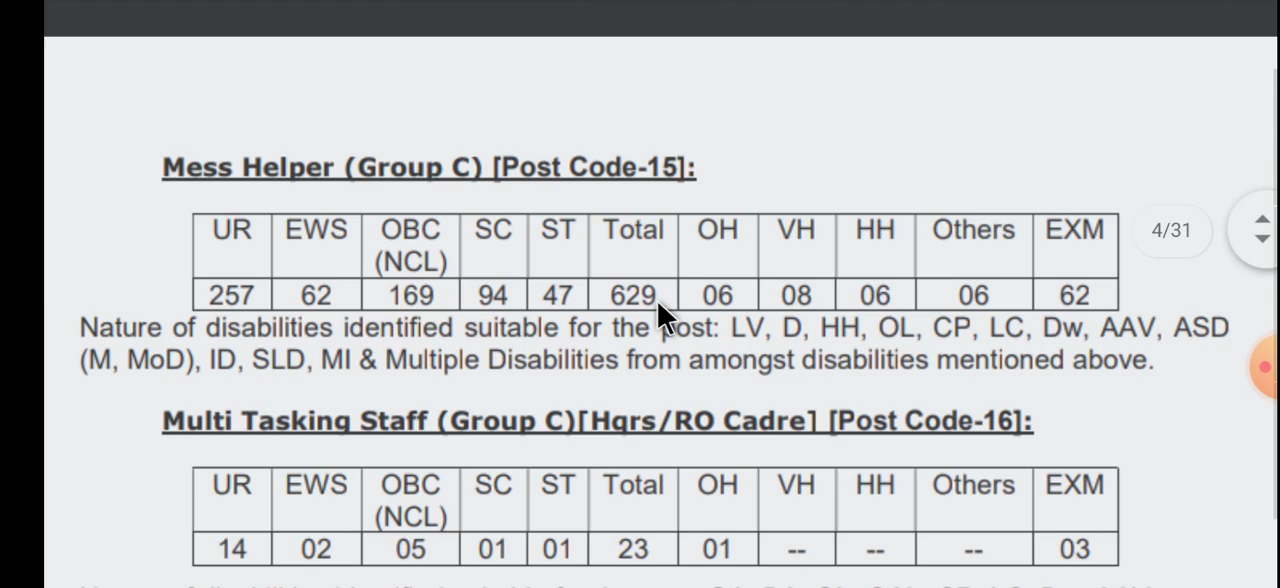 Mess Helper (Group C) [Post Code-15]:
UR EWS OBC (NCL) SC ST Total OH VH HH Others EXM
257 62 169 94 47 629 06 08 06 06 62
4/31
Nature of disabilities identified suitable for the post: LV, D, HH, OL, CP, LC, Dw, AAV, ASD
(M, MoD), ID, SLD, MI & Multiple Disabilities from amongst disabilities mentioned above.
Multi Tasking Staff (Group C)[Hqrs/RO Cadre] [Post Code-16]:
UR EWS OBC (NCL) SC ST Total OH VH HH Others EXM
14 02 05 01 01 23 01 -- -- -- 03